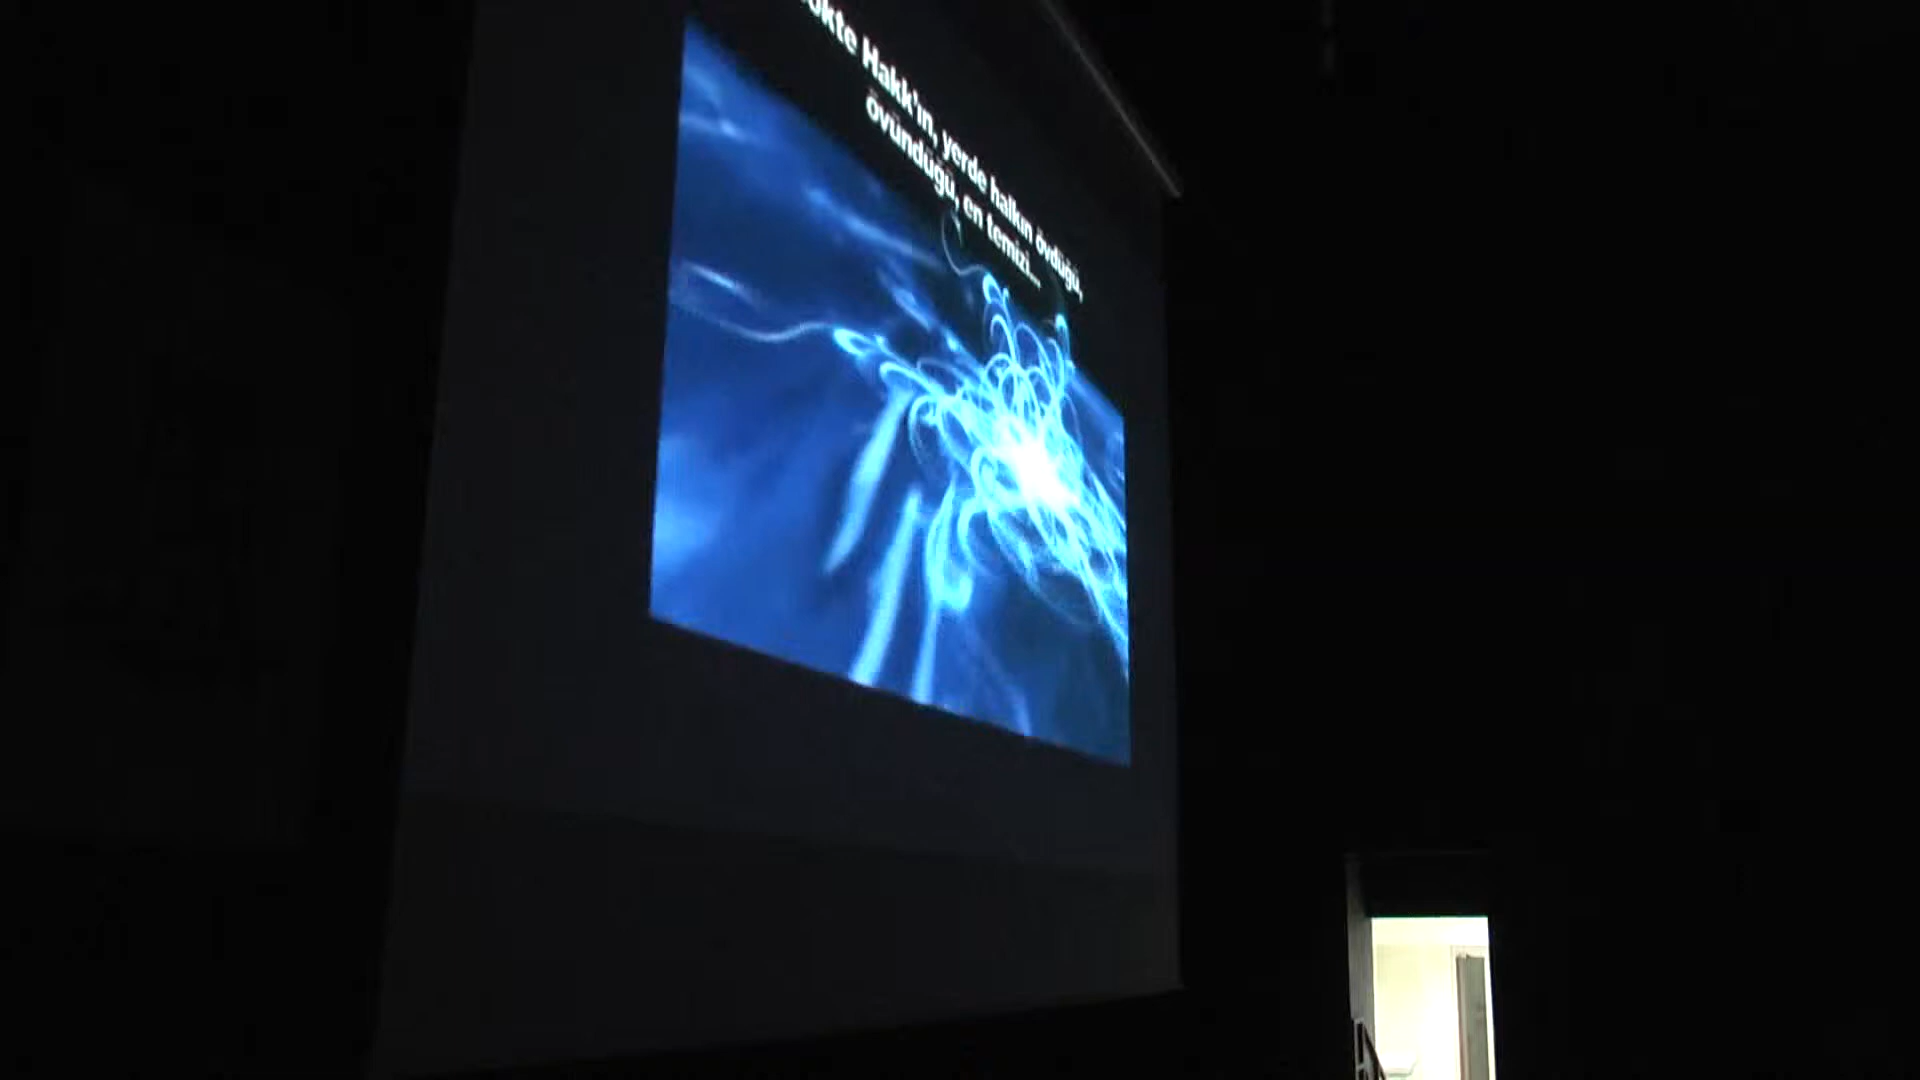 Hakk'ın, yerde halkın övdüğü,
Övündüğü, en temizi...